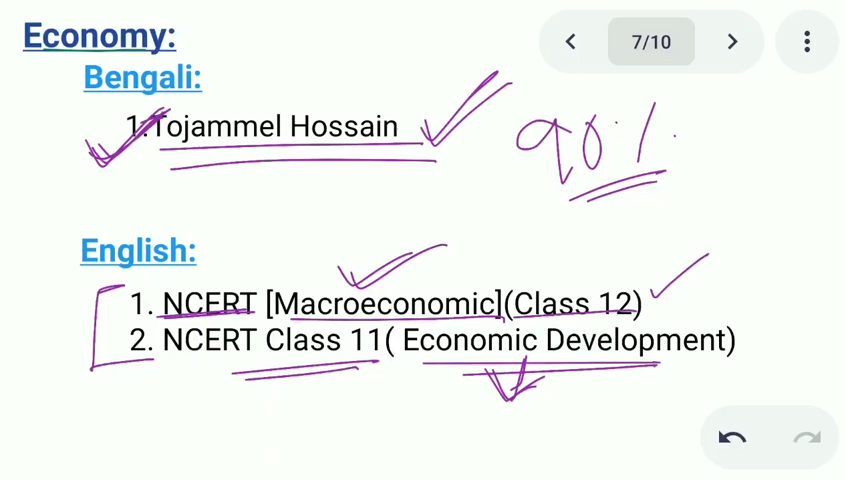 Economy:
7/10
Bengali:
1.Tojammel Hossain
90%
English:
1. NCERT [Macroeconomic](Class 12)
2. NCERT Class 11( Economic Development)